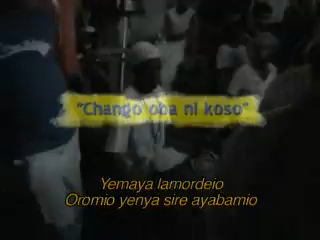 "Chango oba ni koso"
Yemaya lamordeio
Oromio yenya sire ayabamio